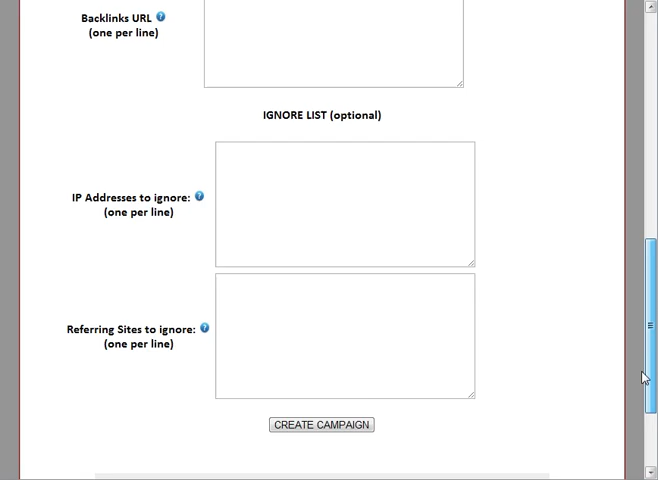 Backlinks URL
(one per line)
IGNORE LIST (optional)
IP Addresses to ignore:
(one per line)
Referring Sites to ignore:
(one per line)
CREATE CAMPAIGN